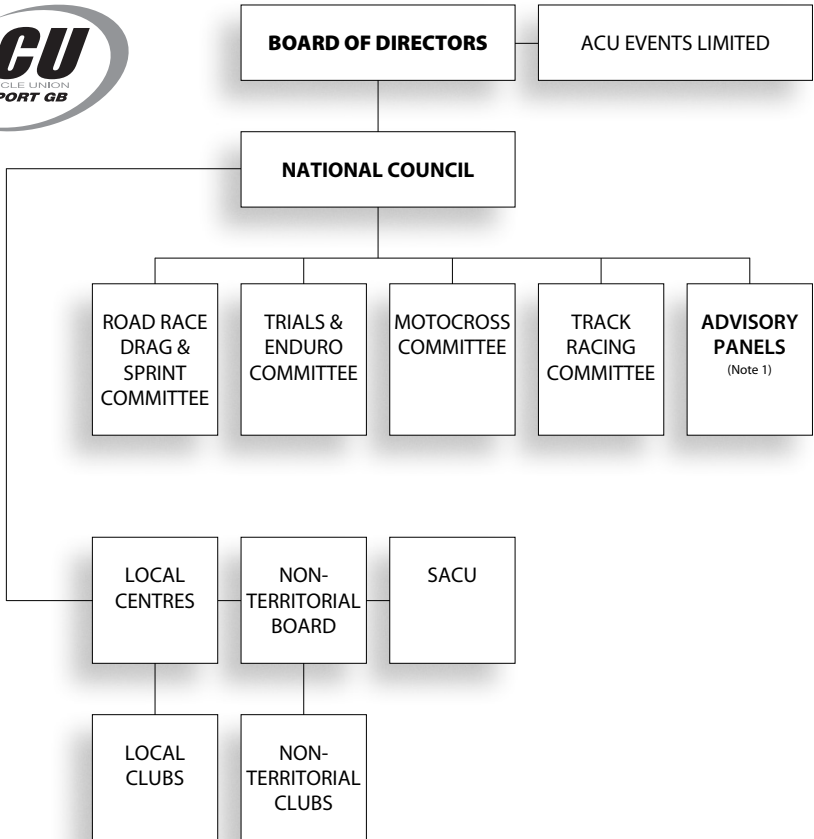 CU
CLE UNION
PORT GB
BOARD OF DIRECTORS
ACU EVENTS LIMITED
NATIONAL COUNCIL
ROAD RACE
DRAG &
SPRINT
COMMITTEE
TRIALS &
ENDURO
COMMITTEE
MOTOCROSS
COMMITTEE
TRACK
RACING
COMMITTEE
ADVISORY
PANELS
(Note 1)
LOCAL
CENTRES
NON-
TERRITORIAL
BOARD
SACU
LOCAL
CLUBS
NON-
TERRITORIAL
CLUBS